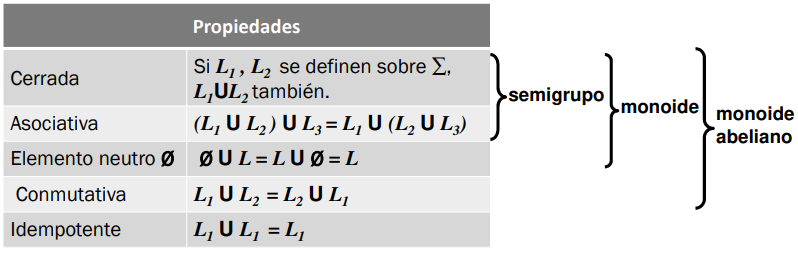 Propiedades
Cerrada
Si L1 , L2 se definen sobre Σ,
L1UL2 también.
Asociativa
(L1 U L2 ) U L3 = L1 U (L2 U L3)
Elemento neutro Ø
Ø U L = L U Ø = L
Conmutativa
L1 U L2 = L2 U L1
Idempotente
L1 U L1 = L1
semigrupo
monoide
monoide
abeliano